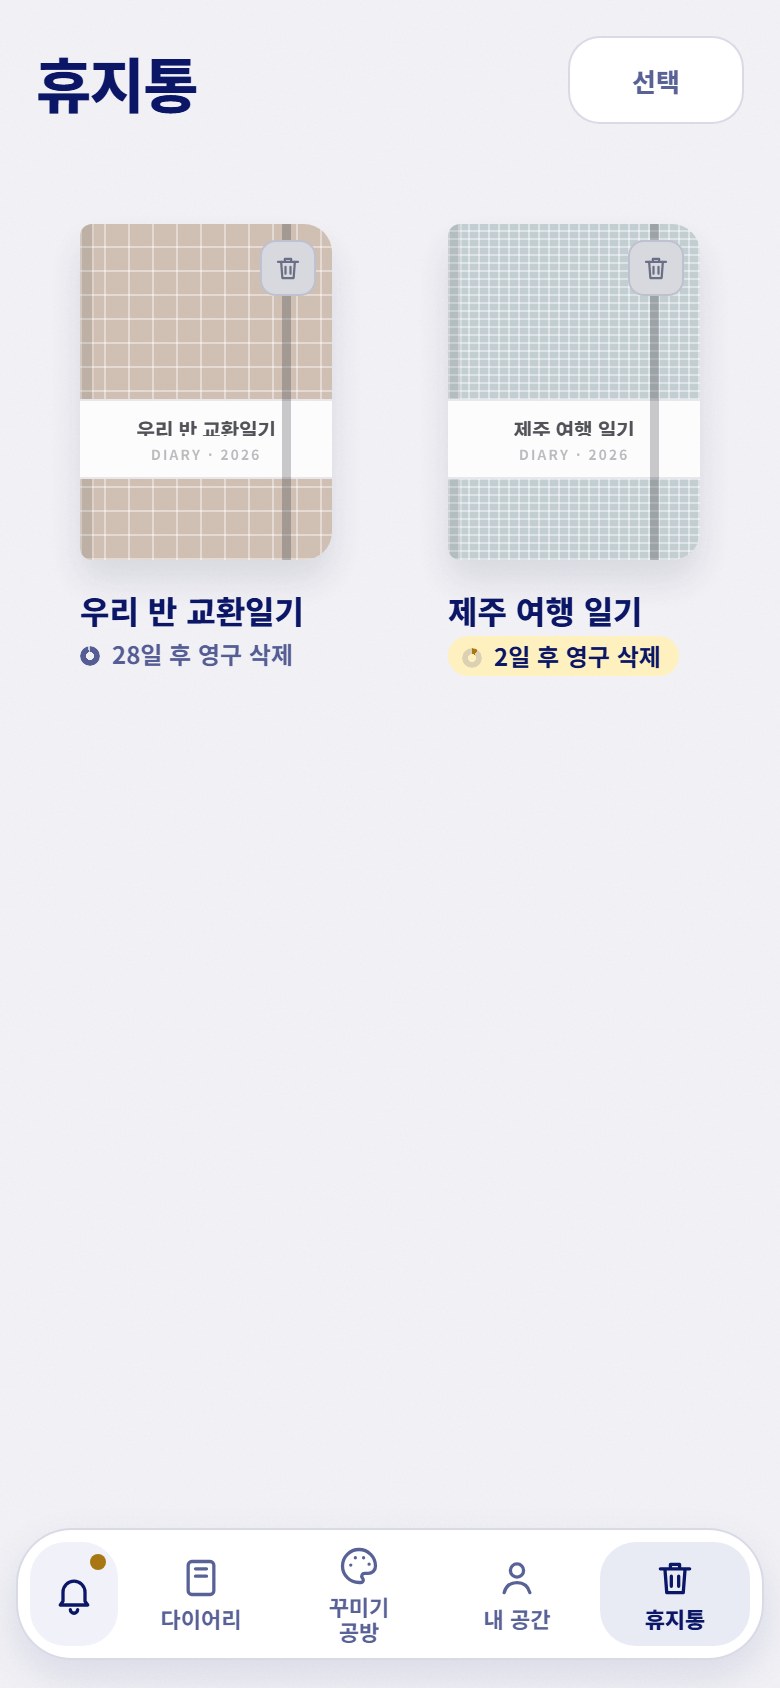 휴지통
선택
우리 반 교환일기
DIARY · 2026
제주 여행 일기
DIARY · 2026
우리 반 교환일기
28일 후 영구 삭제
제주 여행 일기
2일 후 영구 삭제
다이어리
꾸미기
공방
내 공간
휴지통